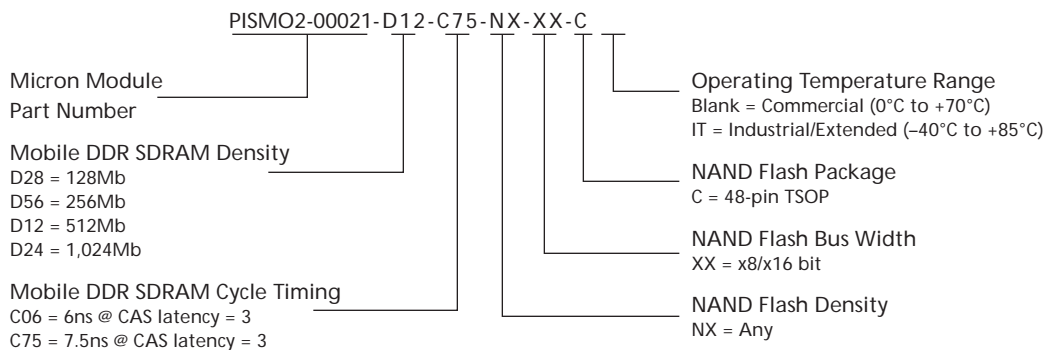 PISMO2-00021-D12-C75-NX-XX-C
Micron Module
Part Number
Mobile DDR SDRAM Density
D28 = 128Mb
D56 = 256Mb
D12 = 512Mb
D24 = 1,024Mb
Mobile DDR SDRAM Cycle Timing
C06 = 6ns @ CAS latency = 3
C75 = 7.5ns @ CAS latency = 3
Operating Temperature Range
Blank = Commercial (0°C to +70°C)
IT = Industrial/Extended (–40°C to +85°C)
NAND Flash Package
C = 48-pin TSOP
NAND Flash Bus Width
XX = x8/x16 bit
NAND Flash Density
NX = Any